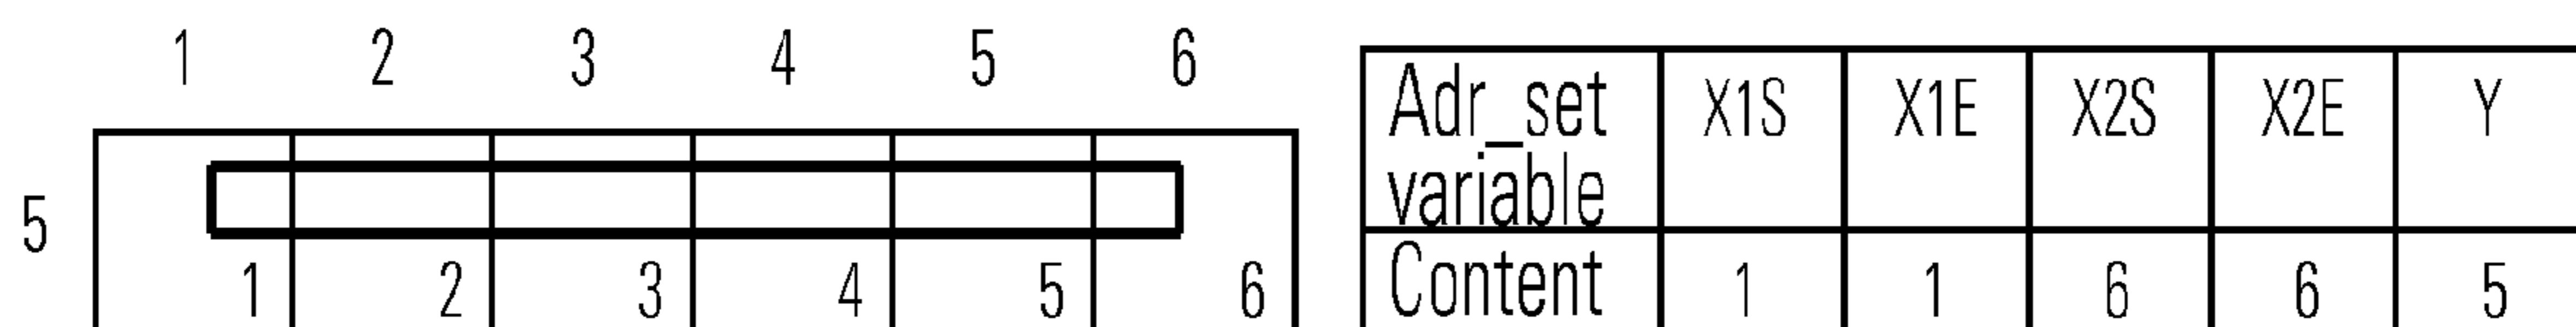 1 2 3 4 5 6
5
1 2 3 4 5 6
Adr_set variable X1S X1E X2S X2E Y
Content 1 1 6 6 5